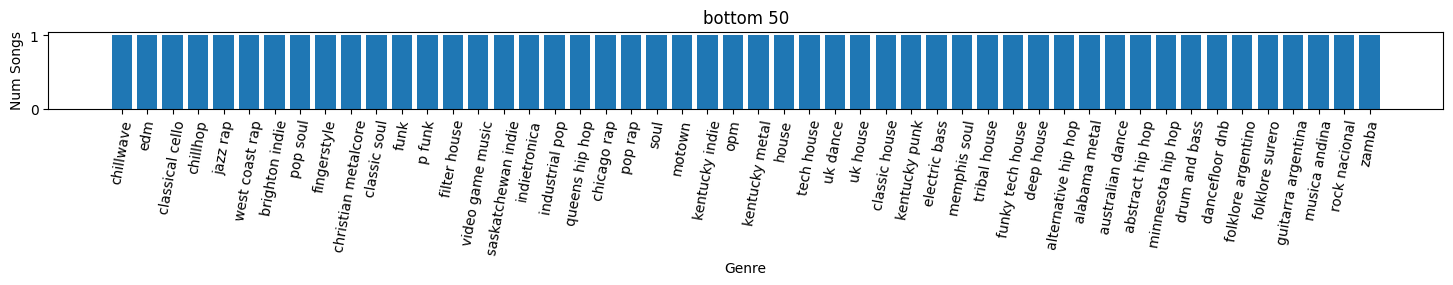 bottom 50
Num Songs
1
0
chillwave
edm
classical cello
chillhop
jazz rap
west coast rap
brighton indie
pop soul
fingerstyle
christian metalcore
classic soul
funk
p funk
filter house
video game music
saskatchewan indie
indietronica
industrial pop
queens hip hop
chicago rap
pop rap
soul
motown
kentucky indie
opm
kentucky metal
house
tech house
uk dance
uk house
classic house
kentucky punk
electric bass
memphis soul
tribal house
funky tech house
deep house
alternative hip hop
alabama metal
australian dance
abstract hip hop
minnesota hip hop
drum and bass
dancefloor dnb
folklore argentino
folklore surero
guitarra argentina
musica andina
rock nacional
zamba
Genre